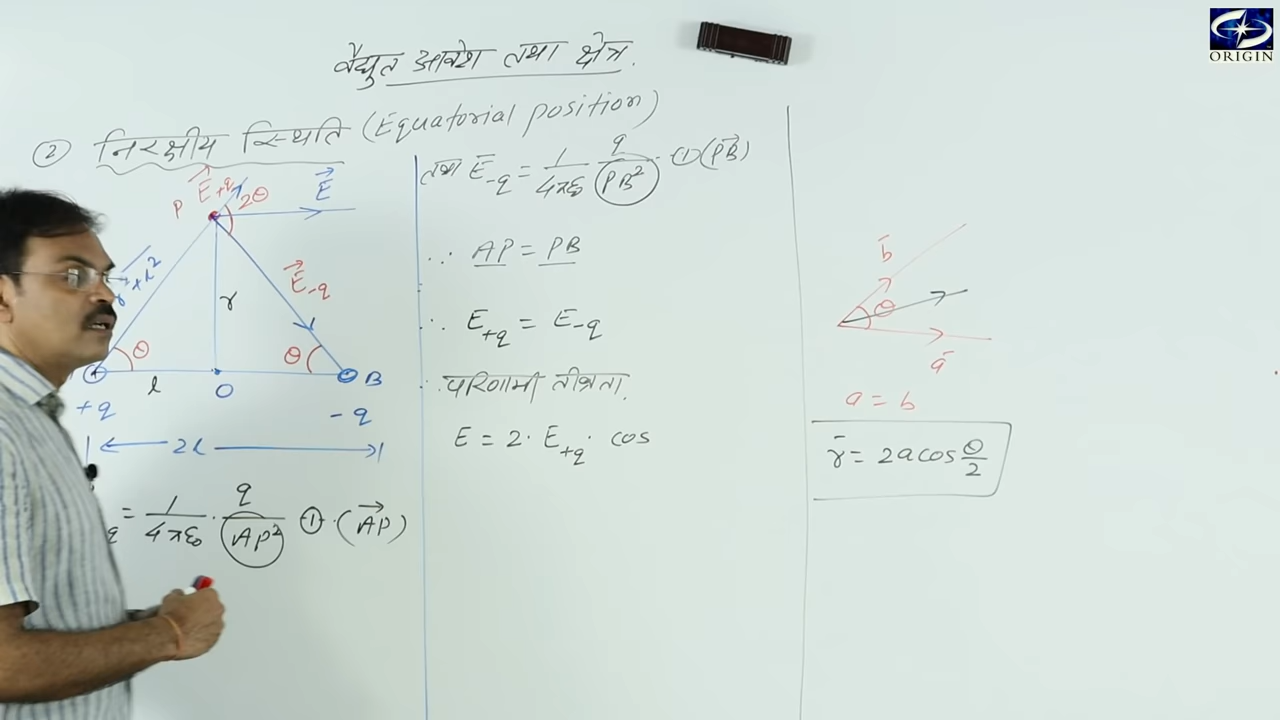 वैद्युत आवेश तथा क्षेत्र.
② निरक्षीय स्थिति (Equatorial position)
P E⃗+q 2θ E⃗
r E⃗-q
θ θ
l O B
+q -q
2l
q = 1/4πε₀ · q/AP² ① · (AP⃗)
तथा Ē-q = 1/4πε₀ q/PB² · ① (PB⃗)
∴ AP = PB
∴ E+q = E-q
∴ परिणामी तीव्रता.
E = 2 · E+q · cos
b̄
θ
ā
a = b
r̄ = 2a cos θ/2
ORIGIN